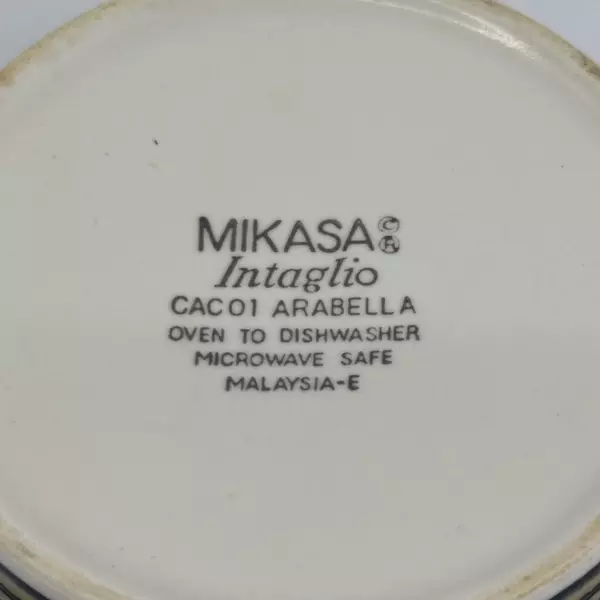 MIKASA©®
Intaglio
CAC01 ARABELLA
OVEN TO DISHWASHER
MICROWAVE SAFE
MALAYSIA-E